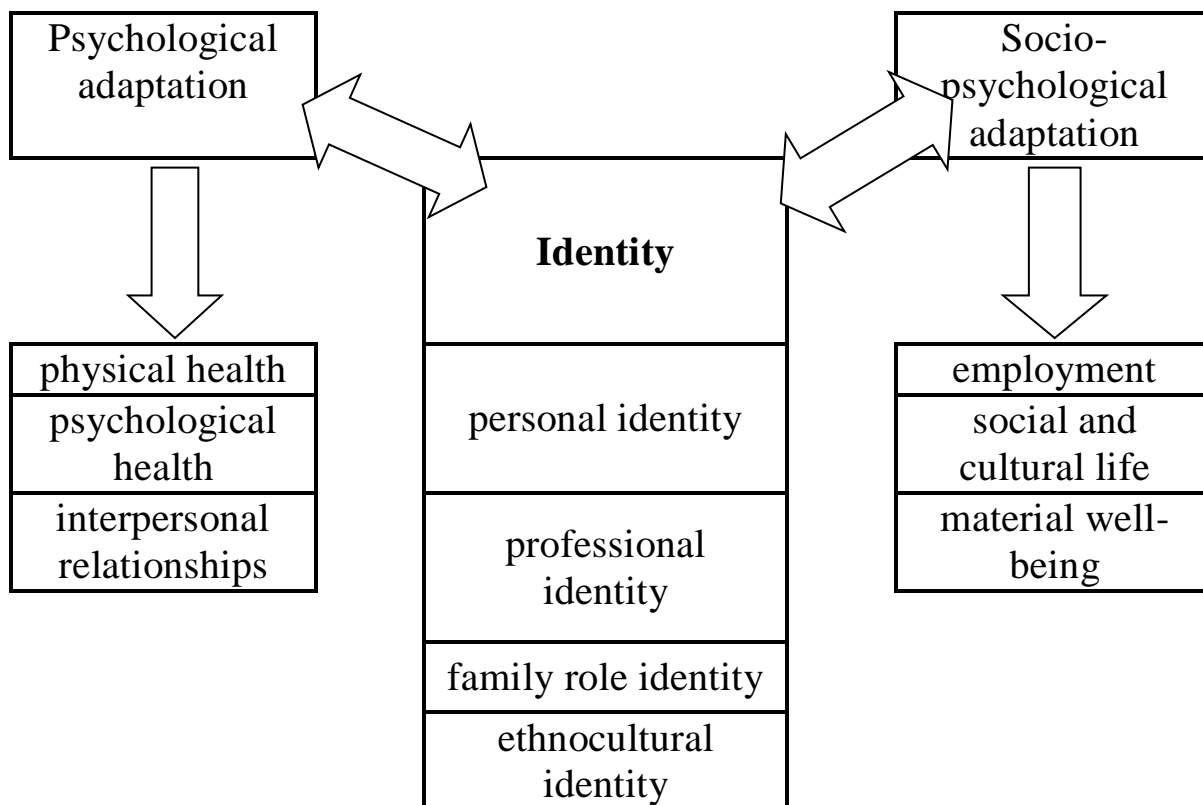 Psychological
adaptation
Socio-
psychological
adaptation
Identity
physical health
psychological
health
interpersonal
relationships
personal identity
professional
identity
family role identity
ethnocultural
identity
employment
social and
cultural life
material well-
being